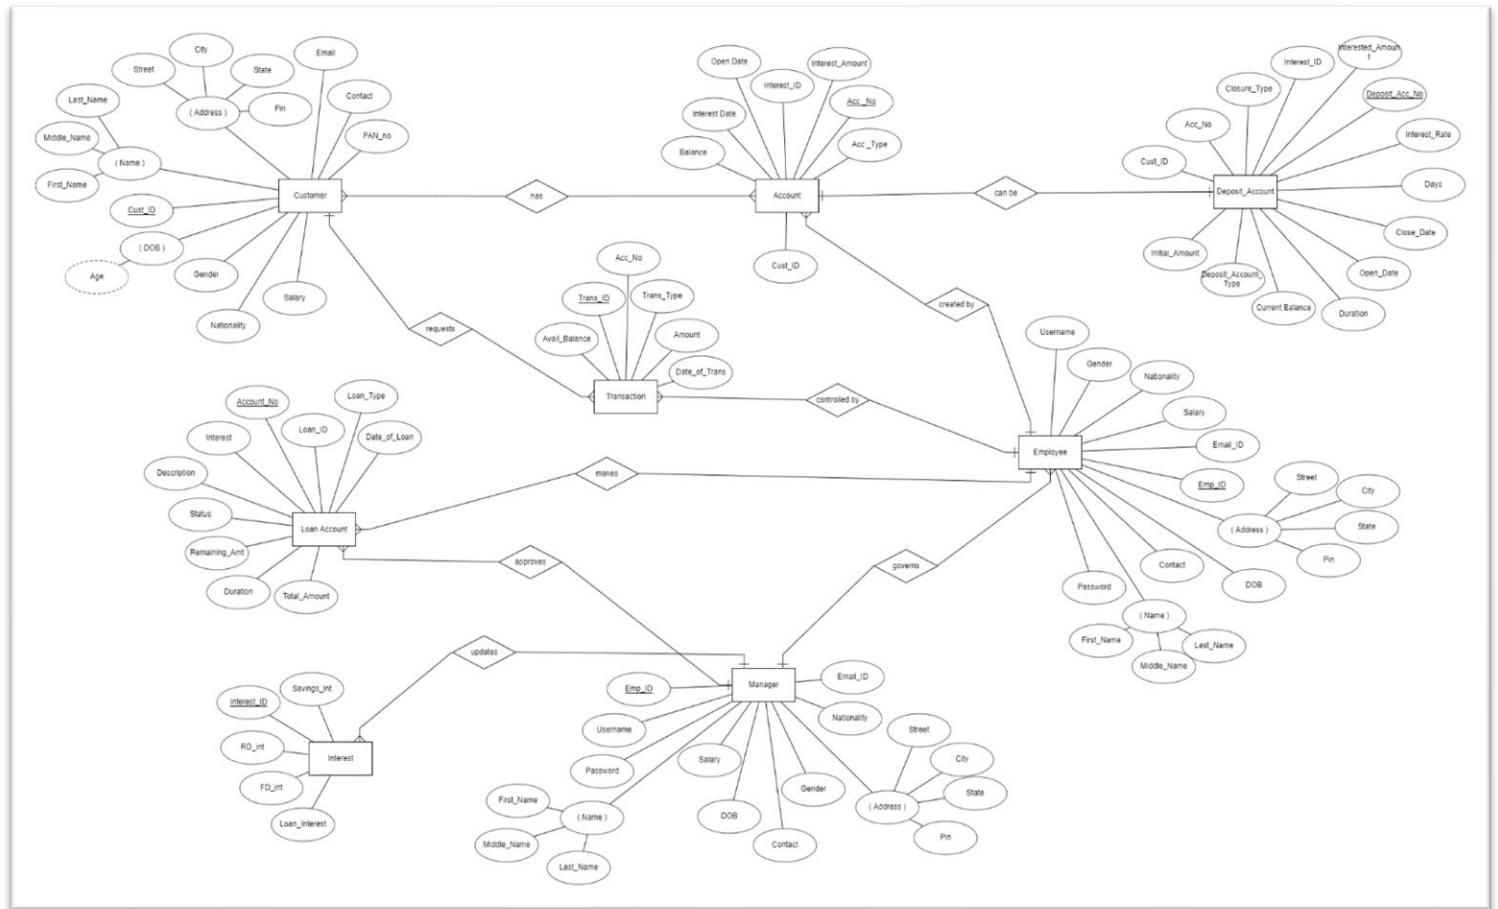 City
Street
State
Email
Last_Name
( Address )
Pin
Contact
Middle_Name
( Name )
PAN_no
First_Name
Customer
Cust_ID
( DOB )
Age
Gender
Nationality
Salary
has
Open Date
Interest_ID
Interest_Amount
Interest Date
Acc_No
Balance
Acc _Type
Account
Cust_ID
can be
Interested_Amoun
t
Interest_ID
Closure_Type
Deposit_Acc_No
Acc_No
Interest_Rate
Cust_ID
Days
Deposit_Account
Close_Date
Initial_Amount
Deposit_Account_
Type
Open_Date
Current Balance
Duration
requests
Acc_No
Trans_ID
Trans_Type
Avail_Balance
Amount
Date_of_Trans
Transaction
controlled by
created by
Username
Gender
Nationality
Salary
Email_ID
Employee
Emp_ID
Street
City
( Address )
State
Pin
Contact
DOB
Password
( Name )
First_Name
Last_Name
Middle_Name
Account_No
Loan_Type
Interest
Loan_ID
Date_of_Loan
Description
Status
Loan Account
Remaining_Amt
Duration
Total_Amount
makes
approves
governs
updates
Interest_ID
Savings_int
RD_int
Interest
FD_int
Loan_Interest
Emp_ID
Manager
Email_ID
Username
Nationality
Password
Salary
Street
City
Gender
State
First_Name
( Name )
DOB
( Address )
Pin
Middle_Name
Contact
Last_Name